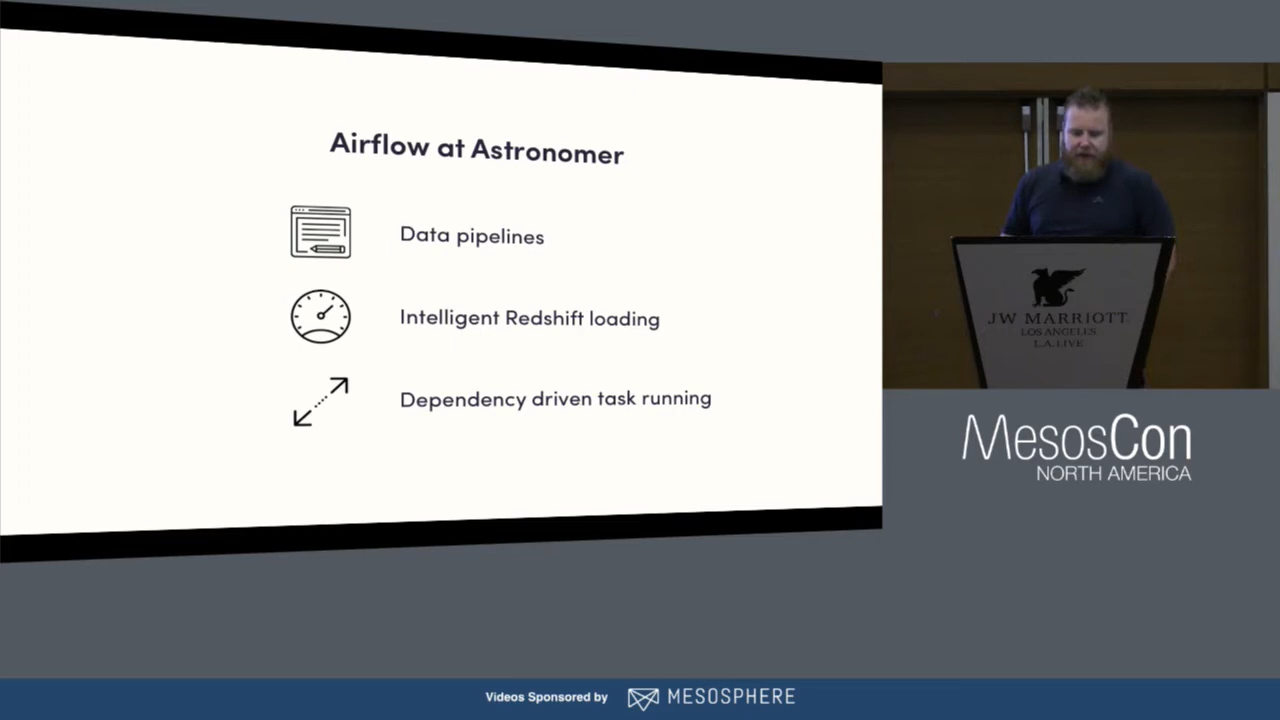 Airflow at Astronomer
Data pipelines
Intelligent Redshift loading
Dependency driven task running
JW MARRIOTT
LOS ANGELES
L.A. LIVE
MesosCon
NORTH AMERICA
Videos Sponsored by MESOSPHERE